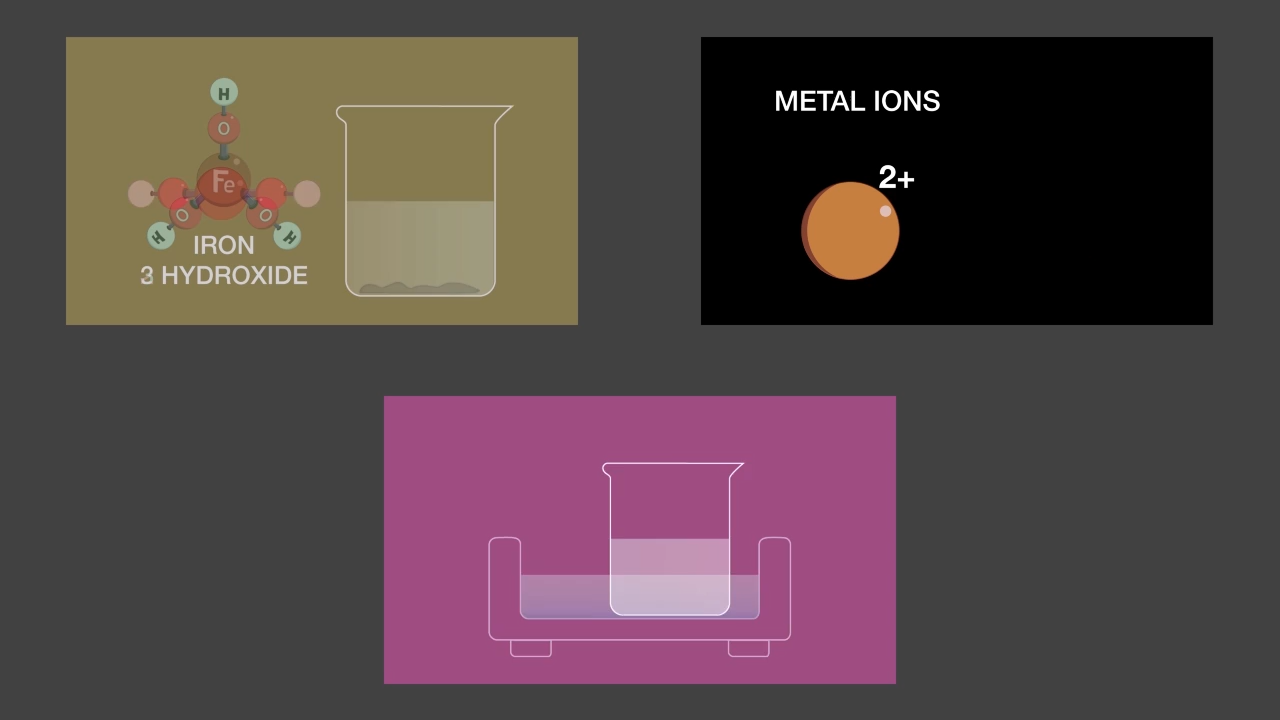 H
O
Fe
O
O
H
H
IRON
3 HYDROXIDE
METAL IONS
2+